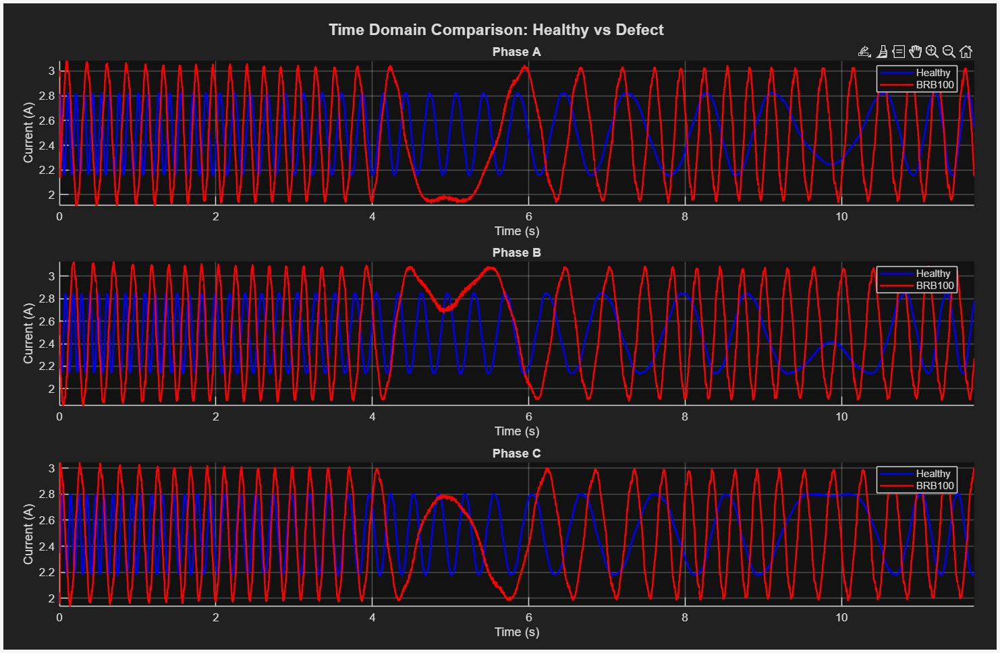 Time Domain Comparison: Healthy vs Defect
Phase A
Current (A)
3
2.8
2.6
2.4
2.2
2
0 2 4 6 8 10
Time (s)
Healthy
BRB100
Phase B
Current (A)
3
2.8
2.6
2.4
2.2
2
0 2 4 6 8 10
Time (s)
Healthy
BRB100
Phase C
Current (A)
3
2.8
2.6
2.4
2.2
2
0 2 4 6 8 10
Time (s)
Healthy
BRB100